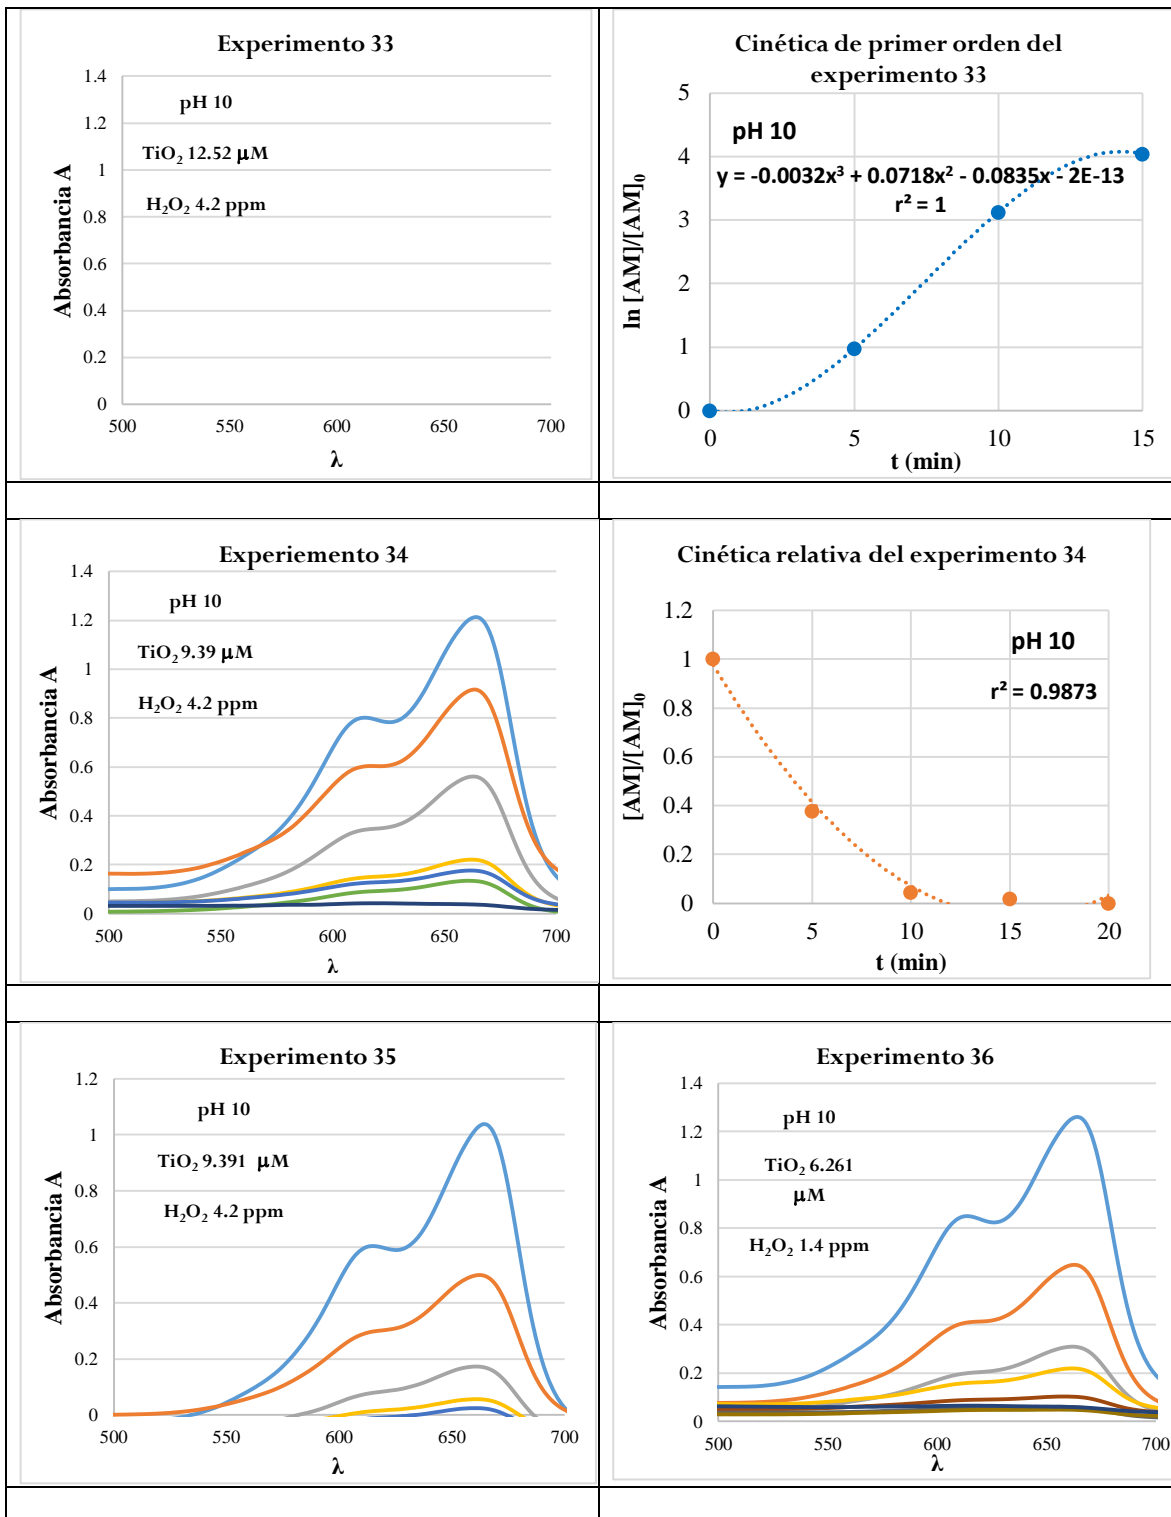 Experimento 33
1.4
1.2
1
0.8
0.6
0.4
0.2
0
500 550 600 650 700
Absorbancia A
λ
pH 10
TiO₂ 12.52 µM
H₂O₂ 4.2 ppm
Cinética de primer orden del
experimento 33
5
4
3
2
1
0
0 5 10 15
ln [AM]/[AM]₀
t (min)
pH 10
y = -0.0032x³ + 0.0718x² - 0.0835x - 2E-13
r² = 1
Experiemento 34
1.4
1.2
1
0.8
0.6
0.4
0.2
0
500 550 600 650 700
Absorbancia A
λ
pH 10
TiO₂ 9.39 µM
H₂O₂ 4.2 ppm
Cinética relativa del experimento 34
1.2
1
0.8
0.6
0.4
0.2
0
0 5 10 15 20
[AM]/[AM]₀
t (min)
pH 10
r² = 0.9873
Experimento 35
1.2
1
0.8
0.6
0.4
0.2
0
500 550 600 650 700
Absorbancia A
λ
pH 10
TiO₂ 9.391 µM
H₂O₂ 4.2 ppm
Experimento 36
1.4
1.2
1
0.8
0.6
0.4
0.2
0
500 550 600 650 700
Absorbancia A
λ
pH 10
TiO₂ 6.261
µM
H₂O₂ 1.4 ppm